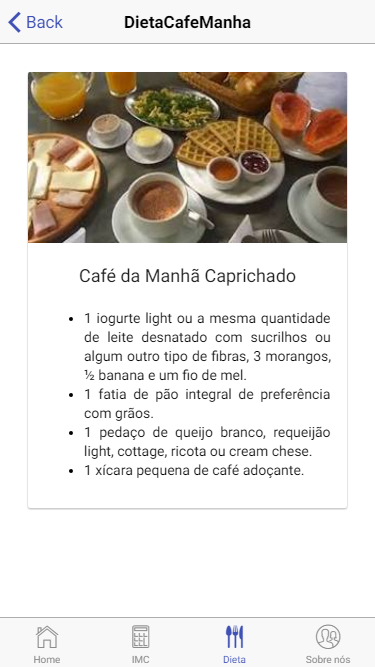 Back
DietaCafeManha
Café da Manhã Caprichado
1 iogurte light ou a mesma quantidade
de leite desnatado com sucrilhos ou
algum outro tipo de fibras, 3 morangos,
½ banana e um fio de mel.
1 fatia de pão integral de preferência
com grãos.
1 pedaço de queijo branco, requeijão
light, cottage, ricota ou cream chese.
1 xícara pequena de café adoçante.
Home
IMC
Dieta
Sobre nós